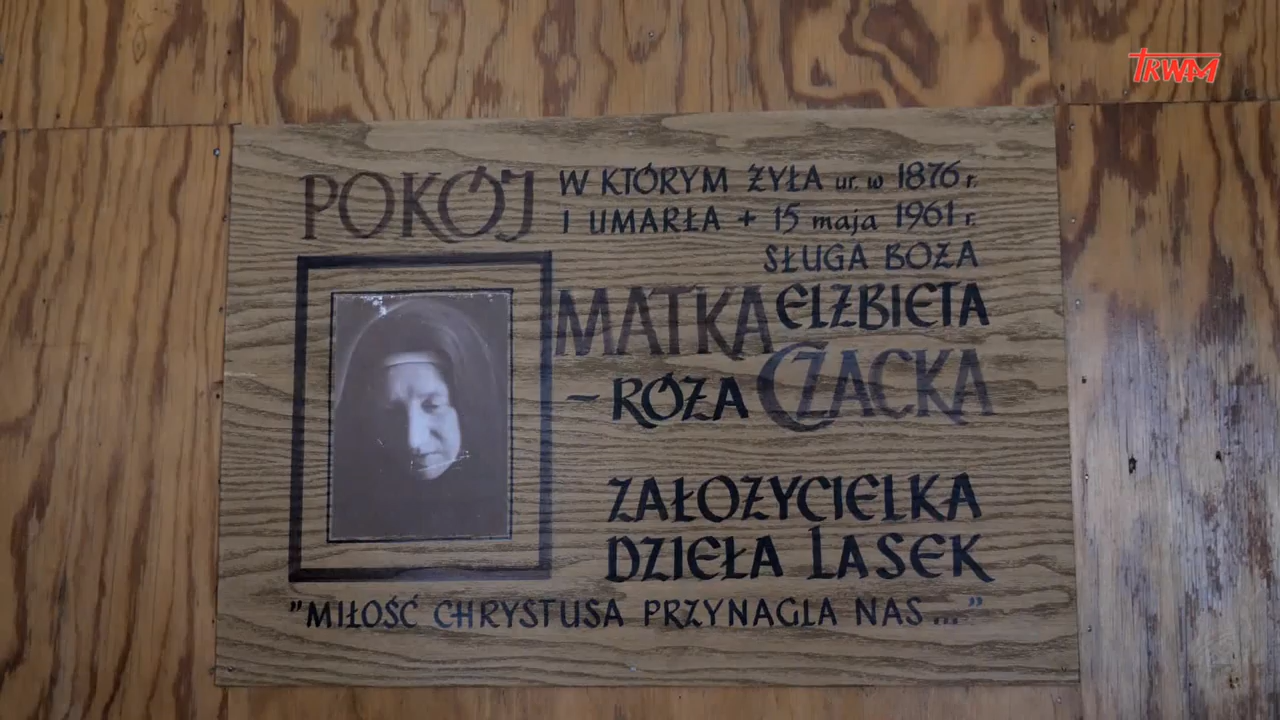 TRWAM
POKÓJ W KTÓRYM ŻYŁA ur. w 1876 r.
I UMARŁA + 15 maja 1961 r.
SŁUGA BOŻA
MATKA ELŻBIETA
- RÓŻA CZACKA
ZAŁOŻYCIELKA
DZIEŁA LASEK
"MIŁOŚĆ CHRYSTUSA PRZYNAGLA NAS..."